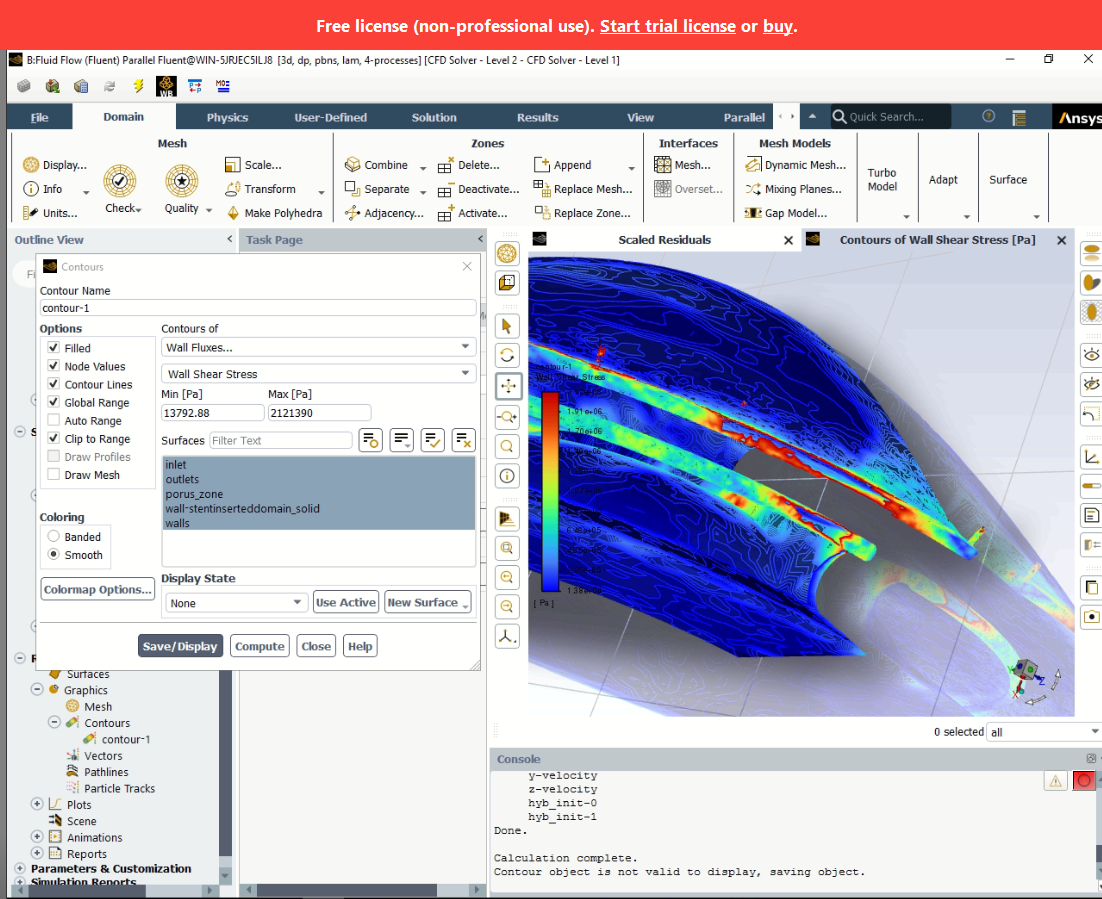 Free license (non-professional use). Start trial license or buy.
B:Fluid Flow (Fluent) Parallel Fluent@WIN-5JRJEC5ILJ8 [3d, dp, pbns, lam, 4-processes] [CFD Solver - Level 2 - CFD Solver - Level 1]
WB
File Domain Physics User-Defined Solution Results View Parallel Quick Search... Ansys
Mesh Zones Interfaces Mesh Models
Display... Scale... Combine Delete... Append Mesh... Dynamic Mesh...
Info Transform Separate Deactivate... Replace Mesh... Overset... Mixing Planes...
Units... Check Quality Make Polyhedra Adjacency... Activate... Replace Zone... Gap Model...
Turbo
Model Adapt Surface
Outline View Task Page
Scaled Residuals Contours of Wall Shear Stress [Pa]
Contours
Contour Name
contour-1
Options
Filled
Node Values
Contour Lines
Global Range
Auto Range
Clip to Range
Draw Profiles
Draw Mesh
Coloring
Banded
Smooth
Colormap Options...
Contours of
Wall Fluxes...
Wall Shear Stress
Min [Pa] Max [Pa]
13792.88 2121390
Surfaces Filter Text
inlet
outlets
porus_zone
wall-stentinserteddomain_solid
walls
Display State
None Use Active New Surface
Save/Display Compute Close Help
contour-1
Wall Shear Stress
1.91e+06
1.70e+06
[ Pa ]
Y
Z
X
Surfaces
Graphics
Mesh
Contours
contour-1
Vectors
Pathlines
Particle Tracks
Plots
Scene
Animations
Reports
Parameters & Customization
Simulation Reports
0 selected all
Console
y-velocity
z-velocity
hyb_init-0
hyb_init-1
Done.
Calculation complete.
Contour object is not valid to display, saving object.